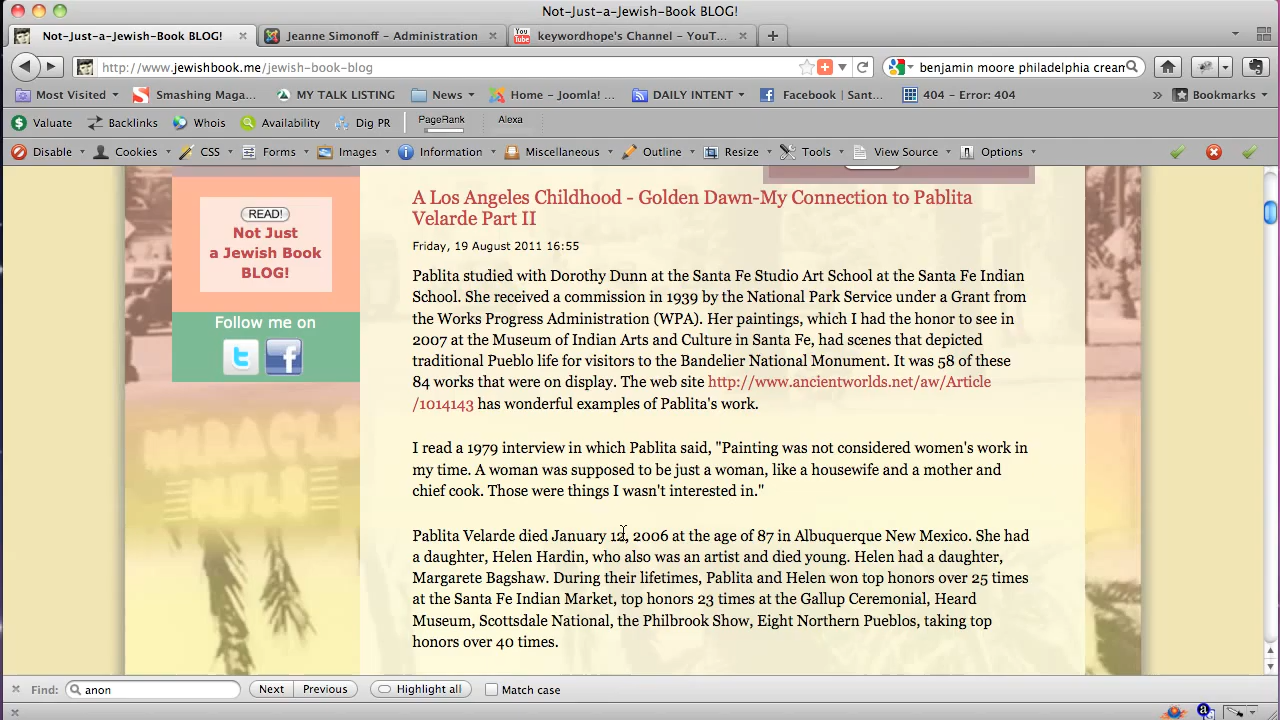 Not-Just-a-Jewish-Book BLOG!
Not-Just-a-Jewish-Book BLOG!
Jeanne Simonoff - Administration
keywordhope's Channel - YouT...
http://www.jewishbook.me/jewish-book-blog
benjamin moore philadelphia cream
Most Visited
Smashing Maga...
MY TALK LISTING
News
Home - Joomla! ...
DAILY INTENT
Facebook | Sant...
404 - Error: 404
Bookmarks
Valuate
Backlinks
Whois
Availability
Dig PR
PageRank
Alexa
Disable
Cookies
CSS
Forms
Images
Information
Miscellaneous
Outline
Resize
Tools
View Source
Options
READ!
Not Just
a Jewish Book
BLOG!
Follow me on
MIRACLE
MILE
A Los Angeles Childhood - Golden Dawn-My Connection to Pablita
Velarde Part II
Friday, 19 August 2011 16:55
Pablita studied with Dorothy Dunn at the Santa Fe Studio Art School at the Santa Fe Indian
School. She received a commission in 1939 by the National Park Service under a Grant from
the Works Progress Administration (WPA). Her paintings, which I had the honor to see in
2007 at the Museum of Indian Arts and Culture in Santa Fe, had scenes that depicted
traditional Pueblo life for visitors to the Bandelier National Monument. It was 58 of these
84 works that were on display. The web site http://www.ancientworlds.net/aw/Article
/1014143 has wonderful examples of Pablita's work.
I read a 1979 interview in which Pablita said, "Painting was not considered women's work in
my time. A woman was supposed to be just a woman, like a housewife and a mother and
chief cook. Those were things I wasn't interested in."
Pablita Velarde died January 12, 2006 at the age of 87 in Albuquerque New Mexico. She had
a daughter, Helen Hardin, who also was an artist and died young. Helen had a daughter,
Margarete Bagshaw. During their lifetimes, Pablita and Helen won top honors over 25 times
at the Santa Fe Indian Market, top honors 23 times at the Gallup Ceremonial, Heard
Museum, Scottsdale National, the Philbrook Show, Eight Northern Pueblos, taking top
honors over 40 times.
Find:
anon
Next
Previous
Highlight all
Match case